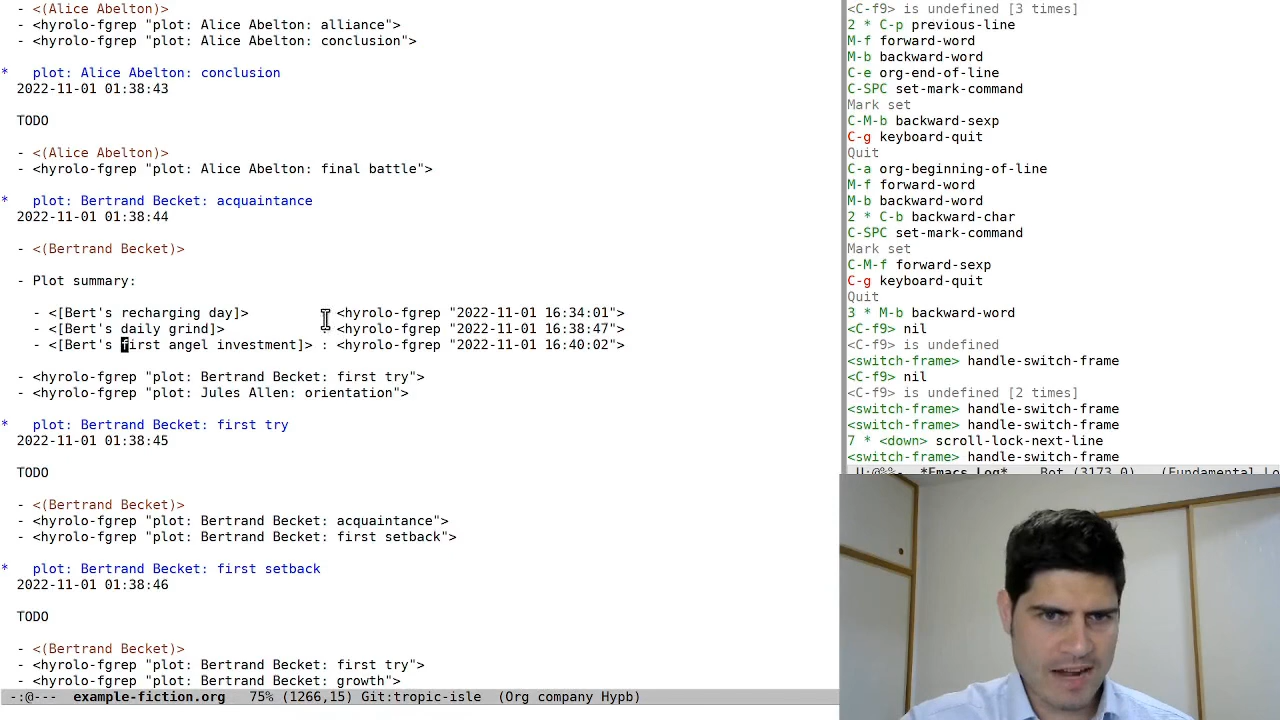 - <(Alice Abelton)>
- <hyrolo-fgrep "plot: Alice Abelton: alliance">
- <hyrolo-fgrep "plot: Alice Abelton: conclusion">
* plot: Alice Abelton: conclusion
2022-11-01 01:38:43
TODO
- <(Alice Abelton)>
- <hyrolo-fgrep "plot: Alice Abelton: final battle">
* plot: Bertrand Becket: acquaintance
2022-11-01 01:38:44
- <(Bertrand Becket)>
- Plot summary:
- <[Bert's recharging day]> : <hyrolo-fgrep "2022-11-01 16:34:01">
- <[Bert's daily grind]> : <hyrolo-fgrep "2022-11-01 16:38:47">
- <[Bert's first angel investment]> : <hyrolo-fgrep "2022-11-01 16:40:02">
- <hyrolo-fgrep "plot: Bertrand Becket: first try">
- <hyrolo-fgrep "plot: Jules Allen: orientation">
* plot: Bertrand Becket: first try
2022-11-01 01:38:45
TODO
- <(Bertrand Becket)>
- <hyrolo-fgrep "plot: Bertrand Becket: acquaintance">
- <hyrolo-fgrep "plot: Bertrand Becket: first setback">
* plot: Bertrand Becket: first setback
2022-11-01 01:38:46
TODO
- <(Bertrand Becket)>
- <hyrolo-fgrep "plot: Bertrand Becket: first try">
- <hyrolo-fgrep "plot: Bertrand Becket: growth">
-:@--- example-fiction.org 75% (1266,15) Git:tropic-isle (Org company Hypb)
<C-f9> is undefined [3 times]
2 * C-p previous-line
M-f forward-word
M-b backward-word
C-e org-end-of-line
C-SPC set-mark-command
Mark set
C-M-b backward-sexp
C-g keyboard-quit
Quit
C-a org-beginning-of-line
M-f forward-word
M-b backward-word
2 * C-b backward-char
C-SPC set-mark-command
Mark set
C-M-f forward-sexp
C-g keyboard-quit
Quit
3 * M-b backward-word
<C-f9> nil
<C-f9> is undefined
<switch-frame> handle-switch-frame
<C-f9> nil
<C-f9> is undefined [2 times]
<switch-frame> handle-switch-frame
<switch-frame> handle-switch-frame
7 * <down> scroll-lock-next-line
<switch-frame> handle-switch-frame
U:@%%- *Emacs Log* Bot (3173,0) (Fundamental Lo